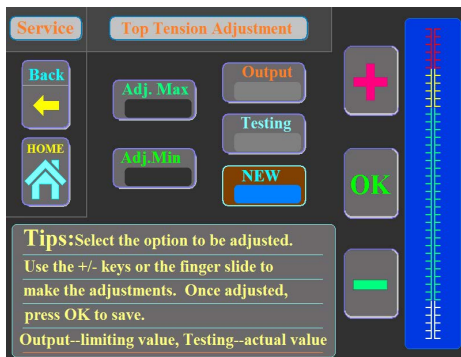 Service
Top Tension Adjustment
Back
HOME
Adj. Max
Adj.Min
Output
Testing
NEW
+
OK
-
Tips:Select the option to be adjusted.
Use the +/- keys or the finger slide to
make the adjustments. Once adjusted,
press OK to save.
Output--limiting value, Testing--actual value